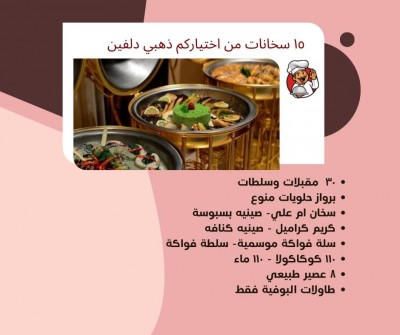 ١٥ سخانات من اختياركم ذهبي دلفين
٣٠ مقبلات وسلطات
برواز حلويات منوع
سخان ام علي- صينيه بسبوسة
كريم كراميل - صينيه كنافه
سلة فواكة موسمية- سلطة فواكة
١١٠ كوكاكولا - ١١٠ ماء
٨ عصير طبيعي
طاولات البوفية فقط